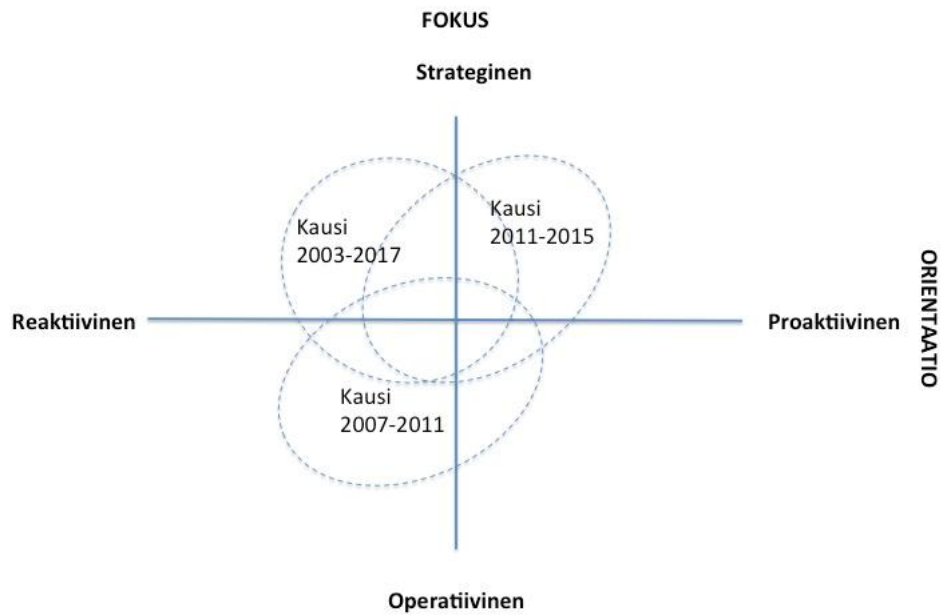 FOKUS
Strateginen
Kausi
2003-2017
Kausi
2011-2015
Reaktiivinen
Proaktiivinen
ORIENTAATIO
Kausi
2007-2011
Operatiivinen